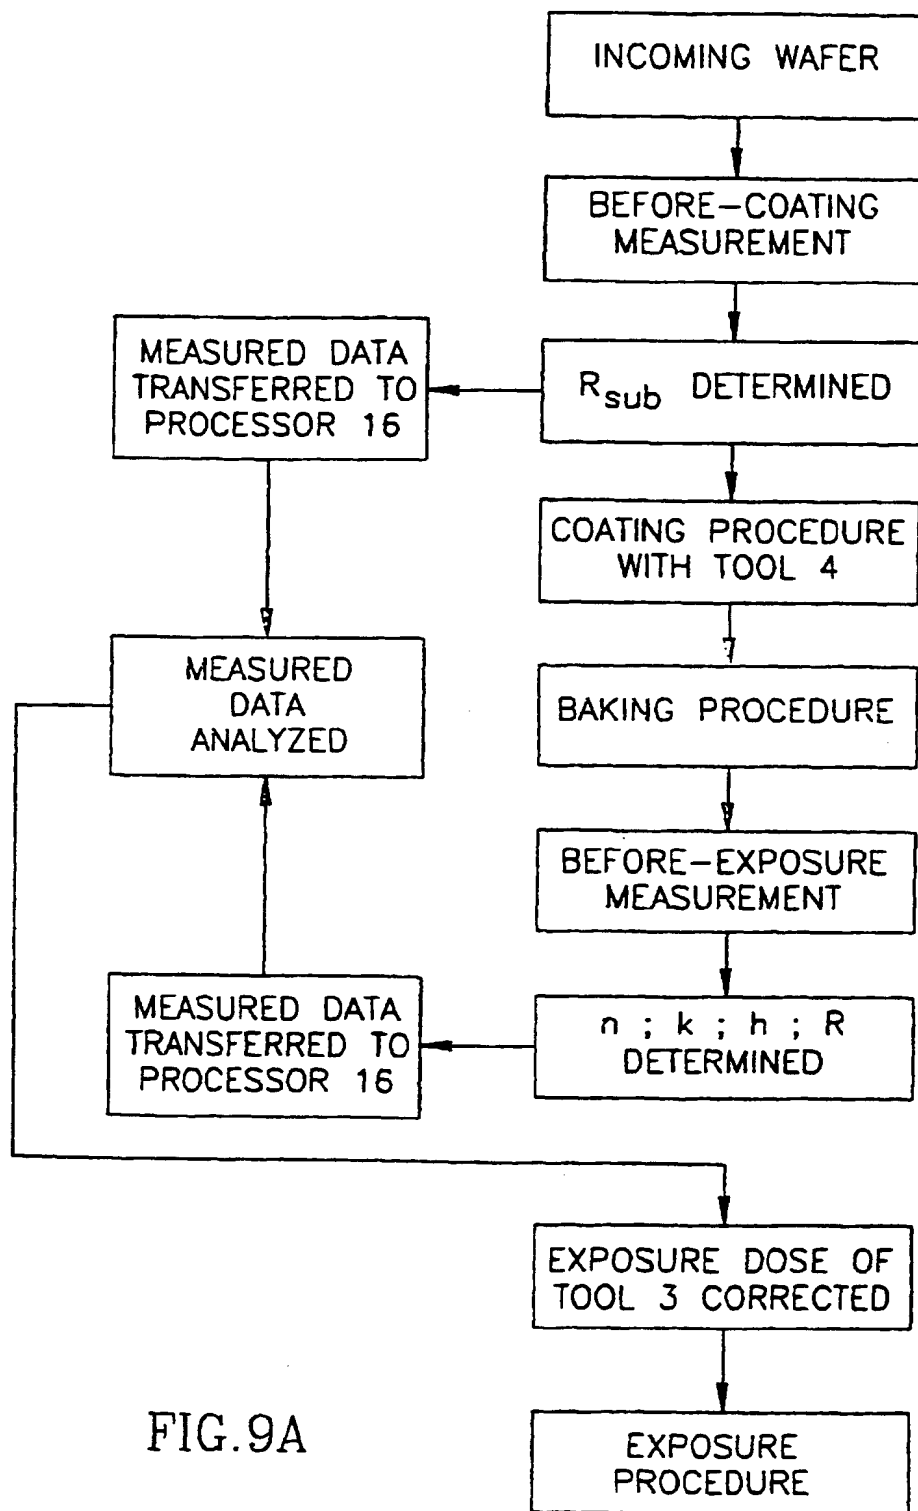 INCOMING WAFER
BEFORE-COATING
MEASUREMENT
MEASURED DATA
TRANSFERRED TO
PROCESSOR 16
Rsub DETERMINED
COATING PROCEDURE
WITH TOOL 4
MEASURED
DATA
ANALYZED
BAKING PROCEDURE
BEFORE-EXPOSURE
MEASUREMENT
MEASURED DATA
TRANSFERRED TO
PROCESSOR 16
n ; k ; h ; R
DETERMINED
EXPOSURE DOSE OF
TOOL 3 CORRECTED
EXPOSURE
PROCEDURE
FIG.9A